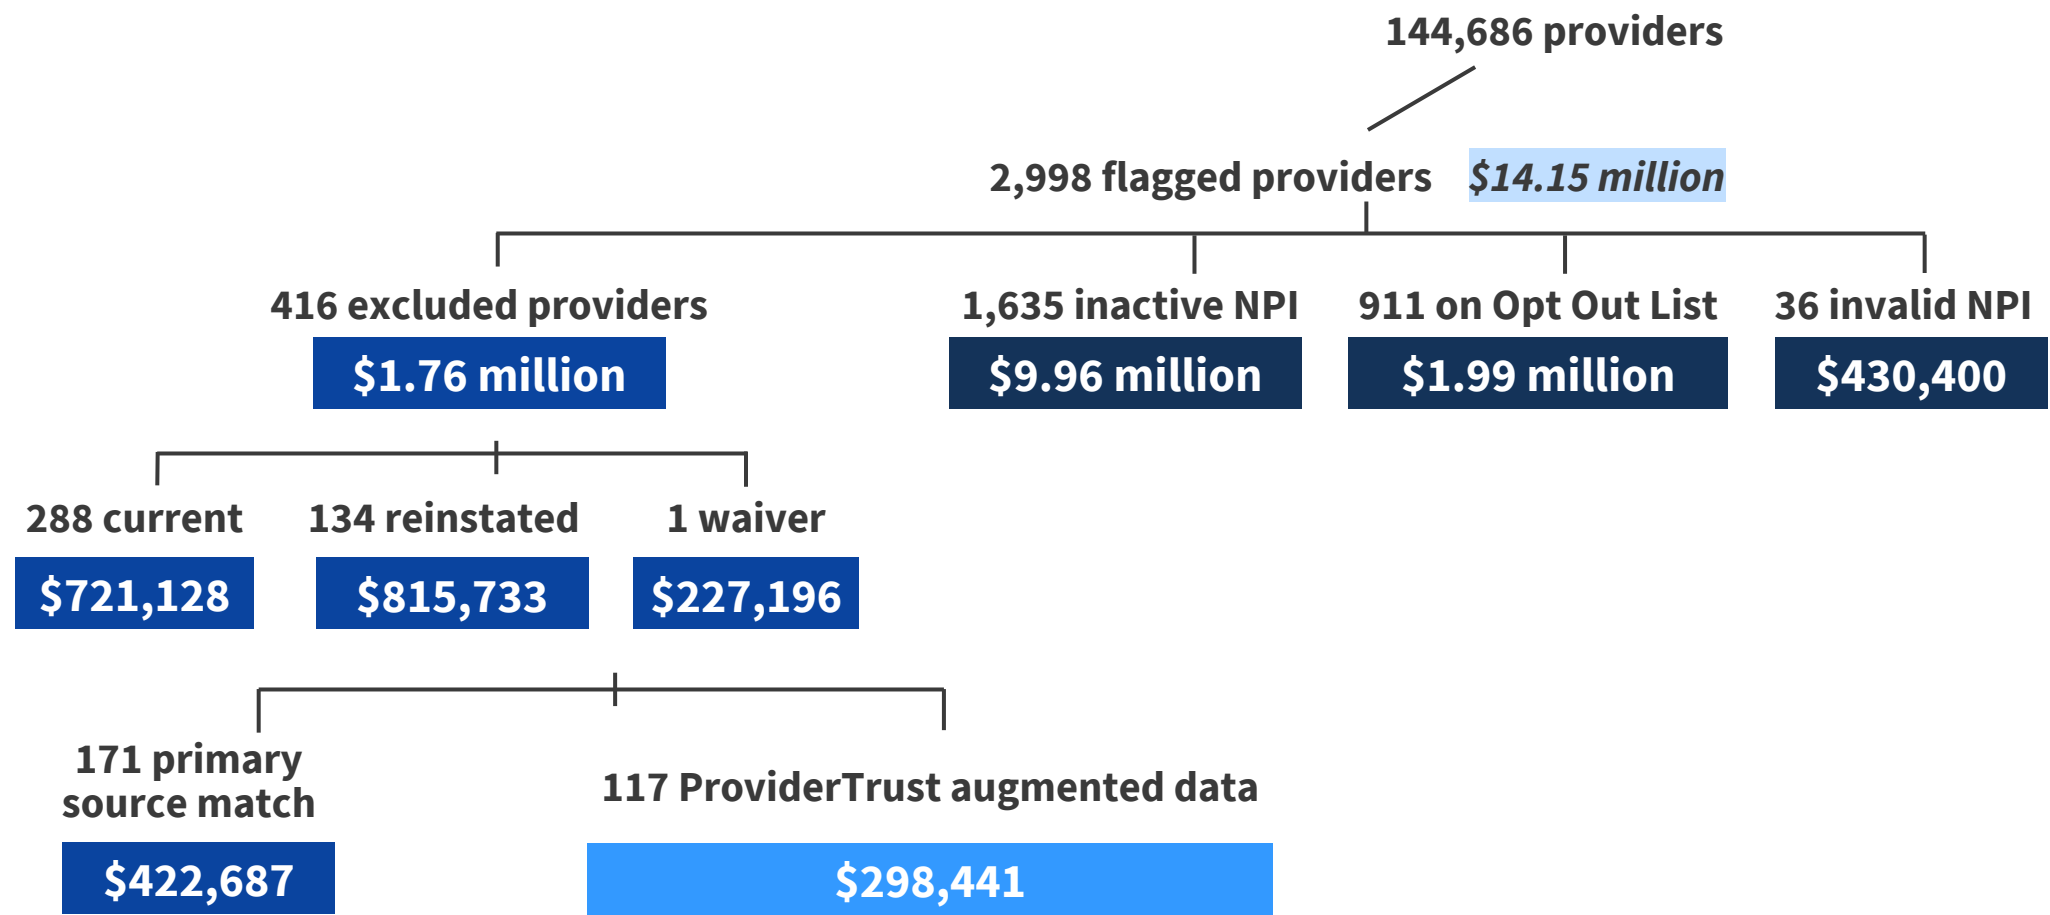 144,686 providers
2,998 flagged providers $14.15 million
416 excluded providers
$1.76 million
1,635 inactive NPI
$9.96 million
911 on Opt Out List
$1.99 million
36 invalid NPI
$430,400
288 current
$721,128
134 reinstated
$815,733
1 waiver
$227,196
171 primary
source match
$422,687
117 ProviderTrust augmented data
$298,441